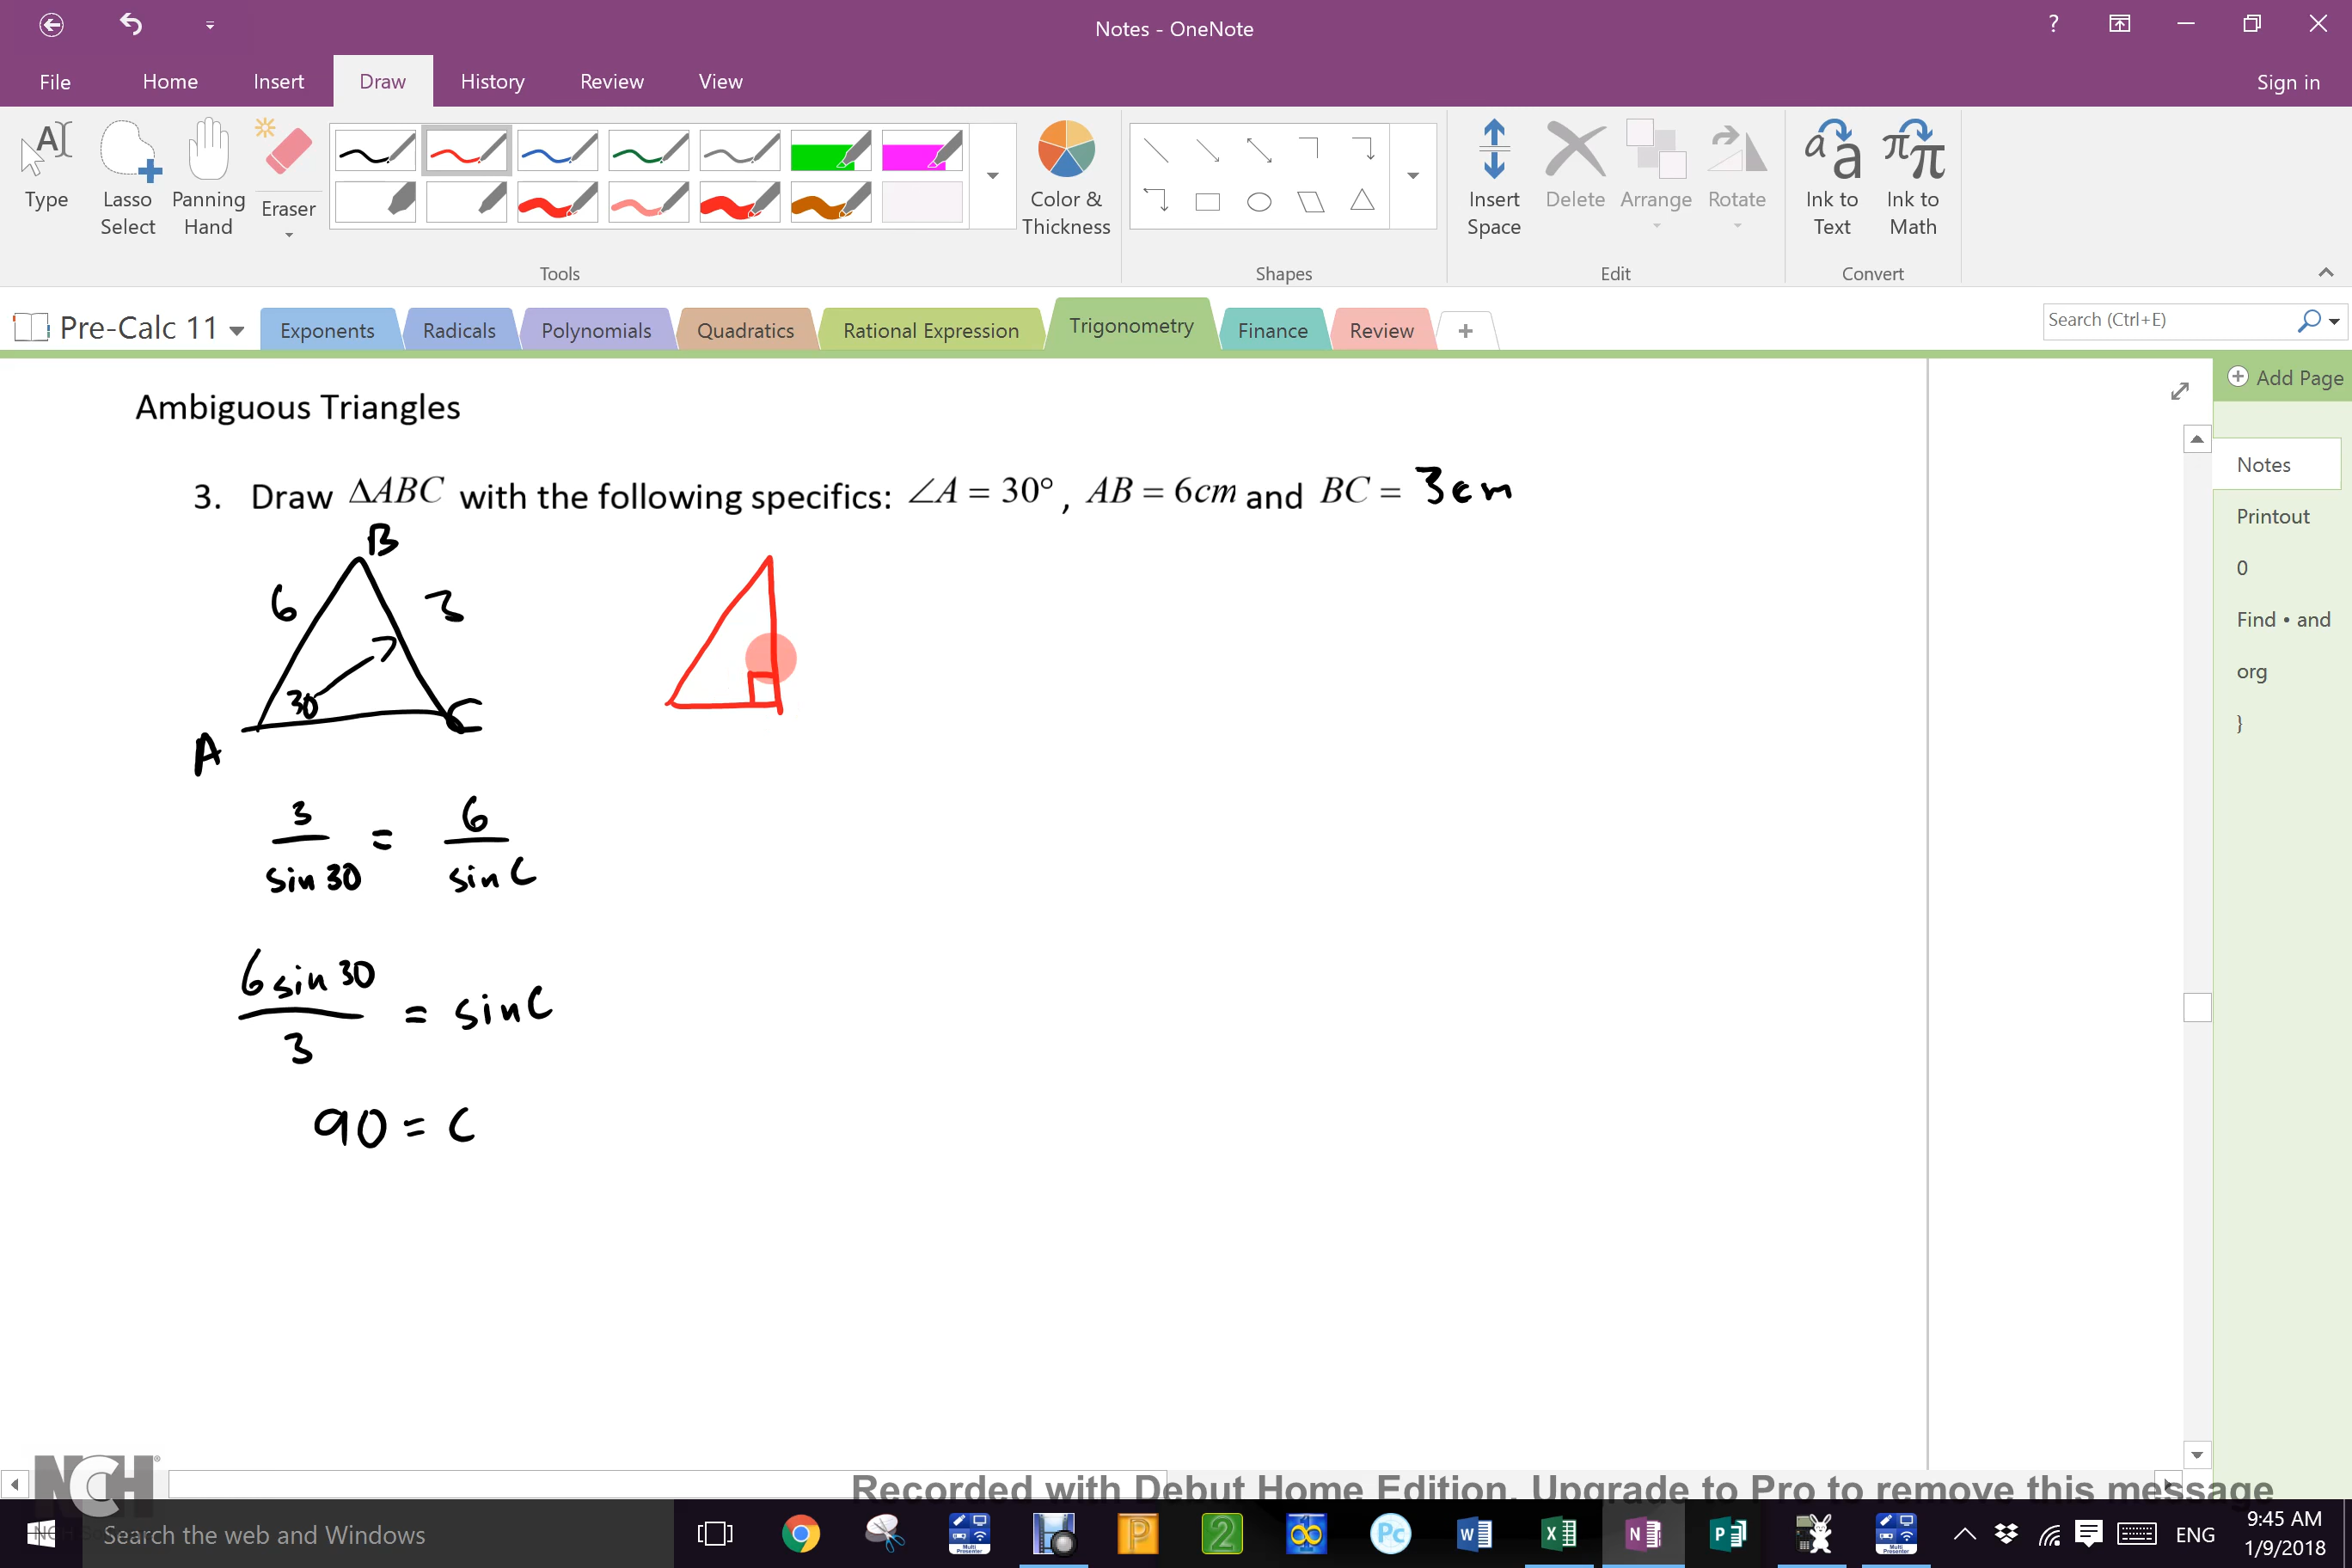 Notes - OneNote
?
File Home Insert Draw History Review View Sign in
Type
Lasso Select
Panning Hand
Eraser
Color & Thickness
Insert Space
Delete
Arrange
Rotate
Ink to Text
Ink to Math
Tools Shapes Edit Convert
Pre-Calc 11 Exponents Radicals Polynomials Quadratics Rational Expression Trigonometry Finance Review + Search (Ctrl+E)
Add Page
Notes
Printout
0
Find • and
org
}
Ambiguous Triangles
3. Draw ΔABC with the following specifics: ∠A = 30°, AB = 6cm and BC = 3cm
B
6 3
30
A C
3/sin 30 = 6/sin C
6 sin 30/3 = sin C
90 = C
NCH
Recorded with Debut Home Edition. Upgrade to Pro to remove this message
Search the web and Windows
ENG
9:45 AM
1/9/2018